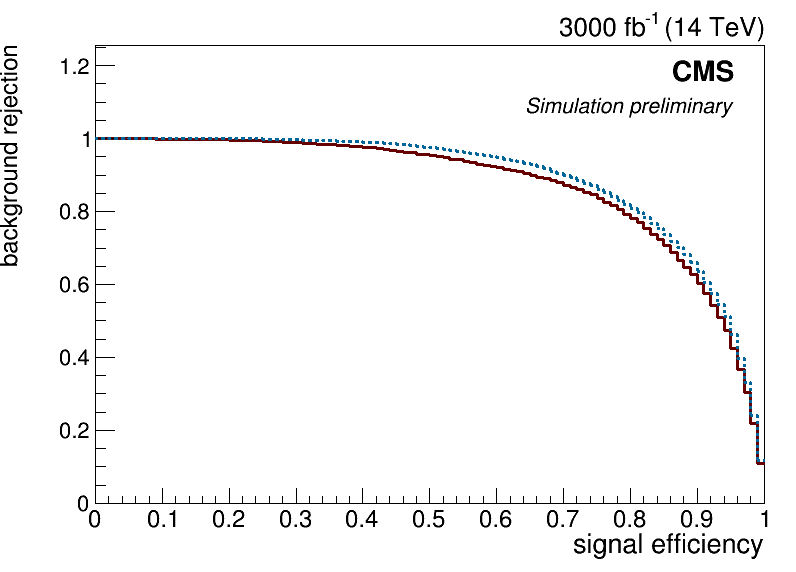 3000 fb⁻¹ (14 TeV)
CMS
Simulation preliminary
background rejection
1.2
1
0.8
0.6
0.4
0.2
0
0 0.1 0.2 0.3 0.4 0.5 0.6 0.7 0.8 0.9 1
signal efficiency